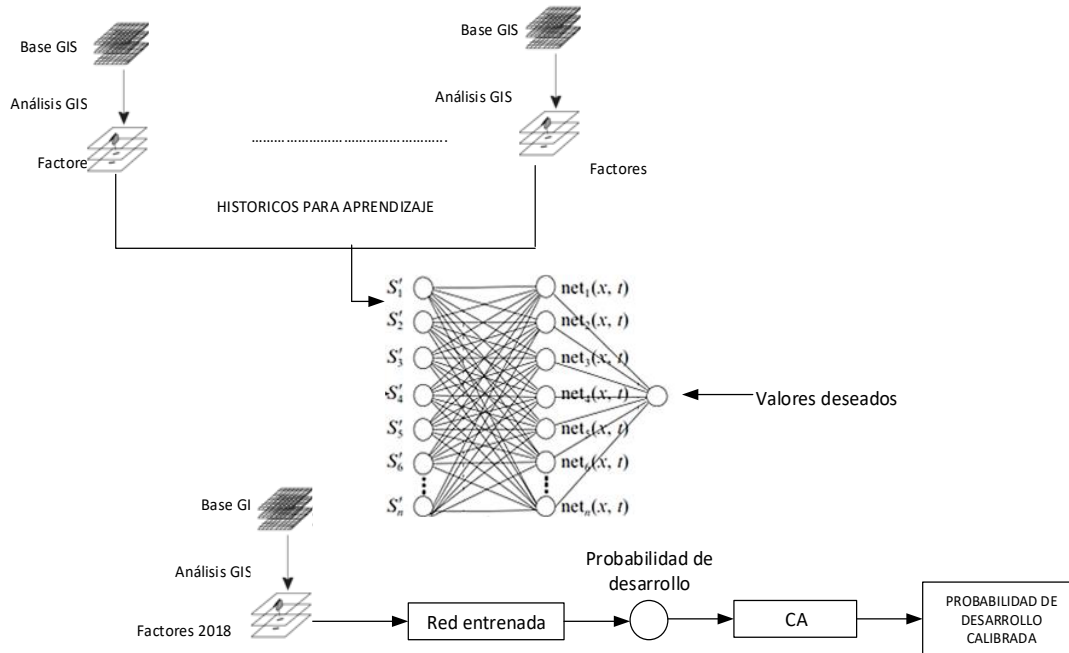 Base GIS
Base GIS
Análisis GIS
Análisis GIS
Factore
Factores
HISTORICOS PARA APRENDIZAJE
S'1 net1(x, t)
S'2 net2(x, t)
S'3 net3(x, t)
S'4 net4(x, t)
S'5 net5(x, t)
S'6 net6(x, t)
S'n netn(x, t)
Valores deseados
Base GI
Análisis GIS
Factores 2018
Red entrenada
Probabilidad de
desarrollo
CA
PROBABILIDAD DE
DESARROLLO
CALIBRADA